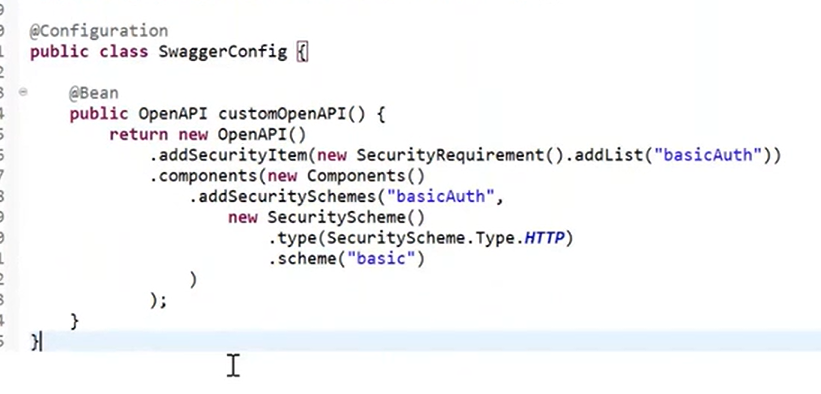 @Configuration
public class SwaggerConfig {
@Bean
public OpenAPI customOpenAPI() {
return new OpenAPI()
.addSecurityItem(new SecurityRequirement().addList("basicAuth"))
.components(new Components()
.addSecuritySchemes("basicAuth",
new SecurityScheme()
.type(SecurityScheme.Type.HTTP)
.scheme("basic")
)
);
}
}